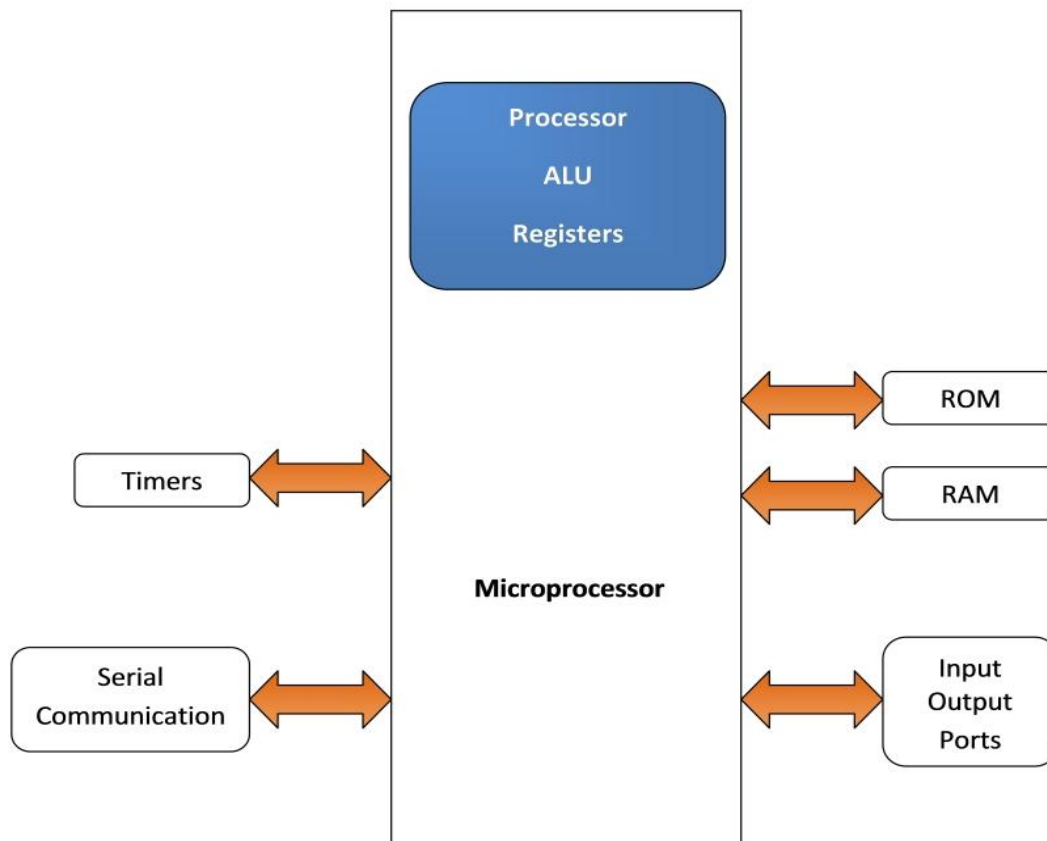 Processor
ALU
Registers
ROM
Timers
RAM
Microprocessor
Serial
Communication
Input
Output
Ports